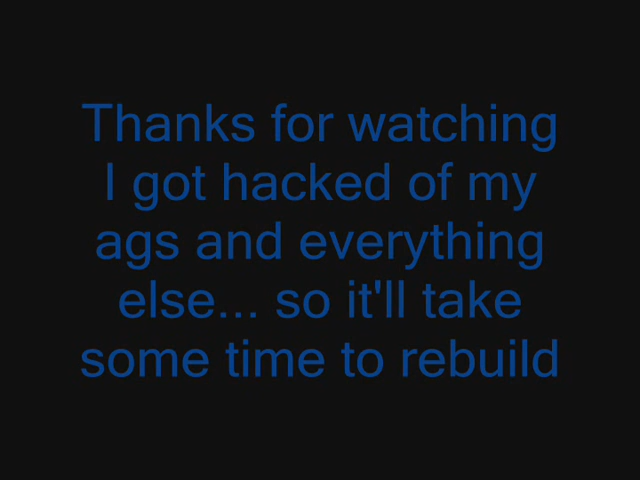 Thanks for watching
I got hacked of my
ags and everything
else... so it'll take
some time to rebuild